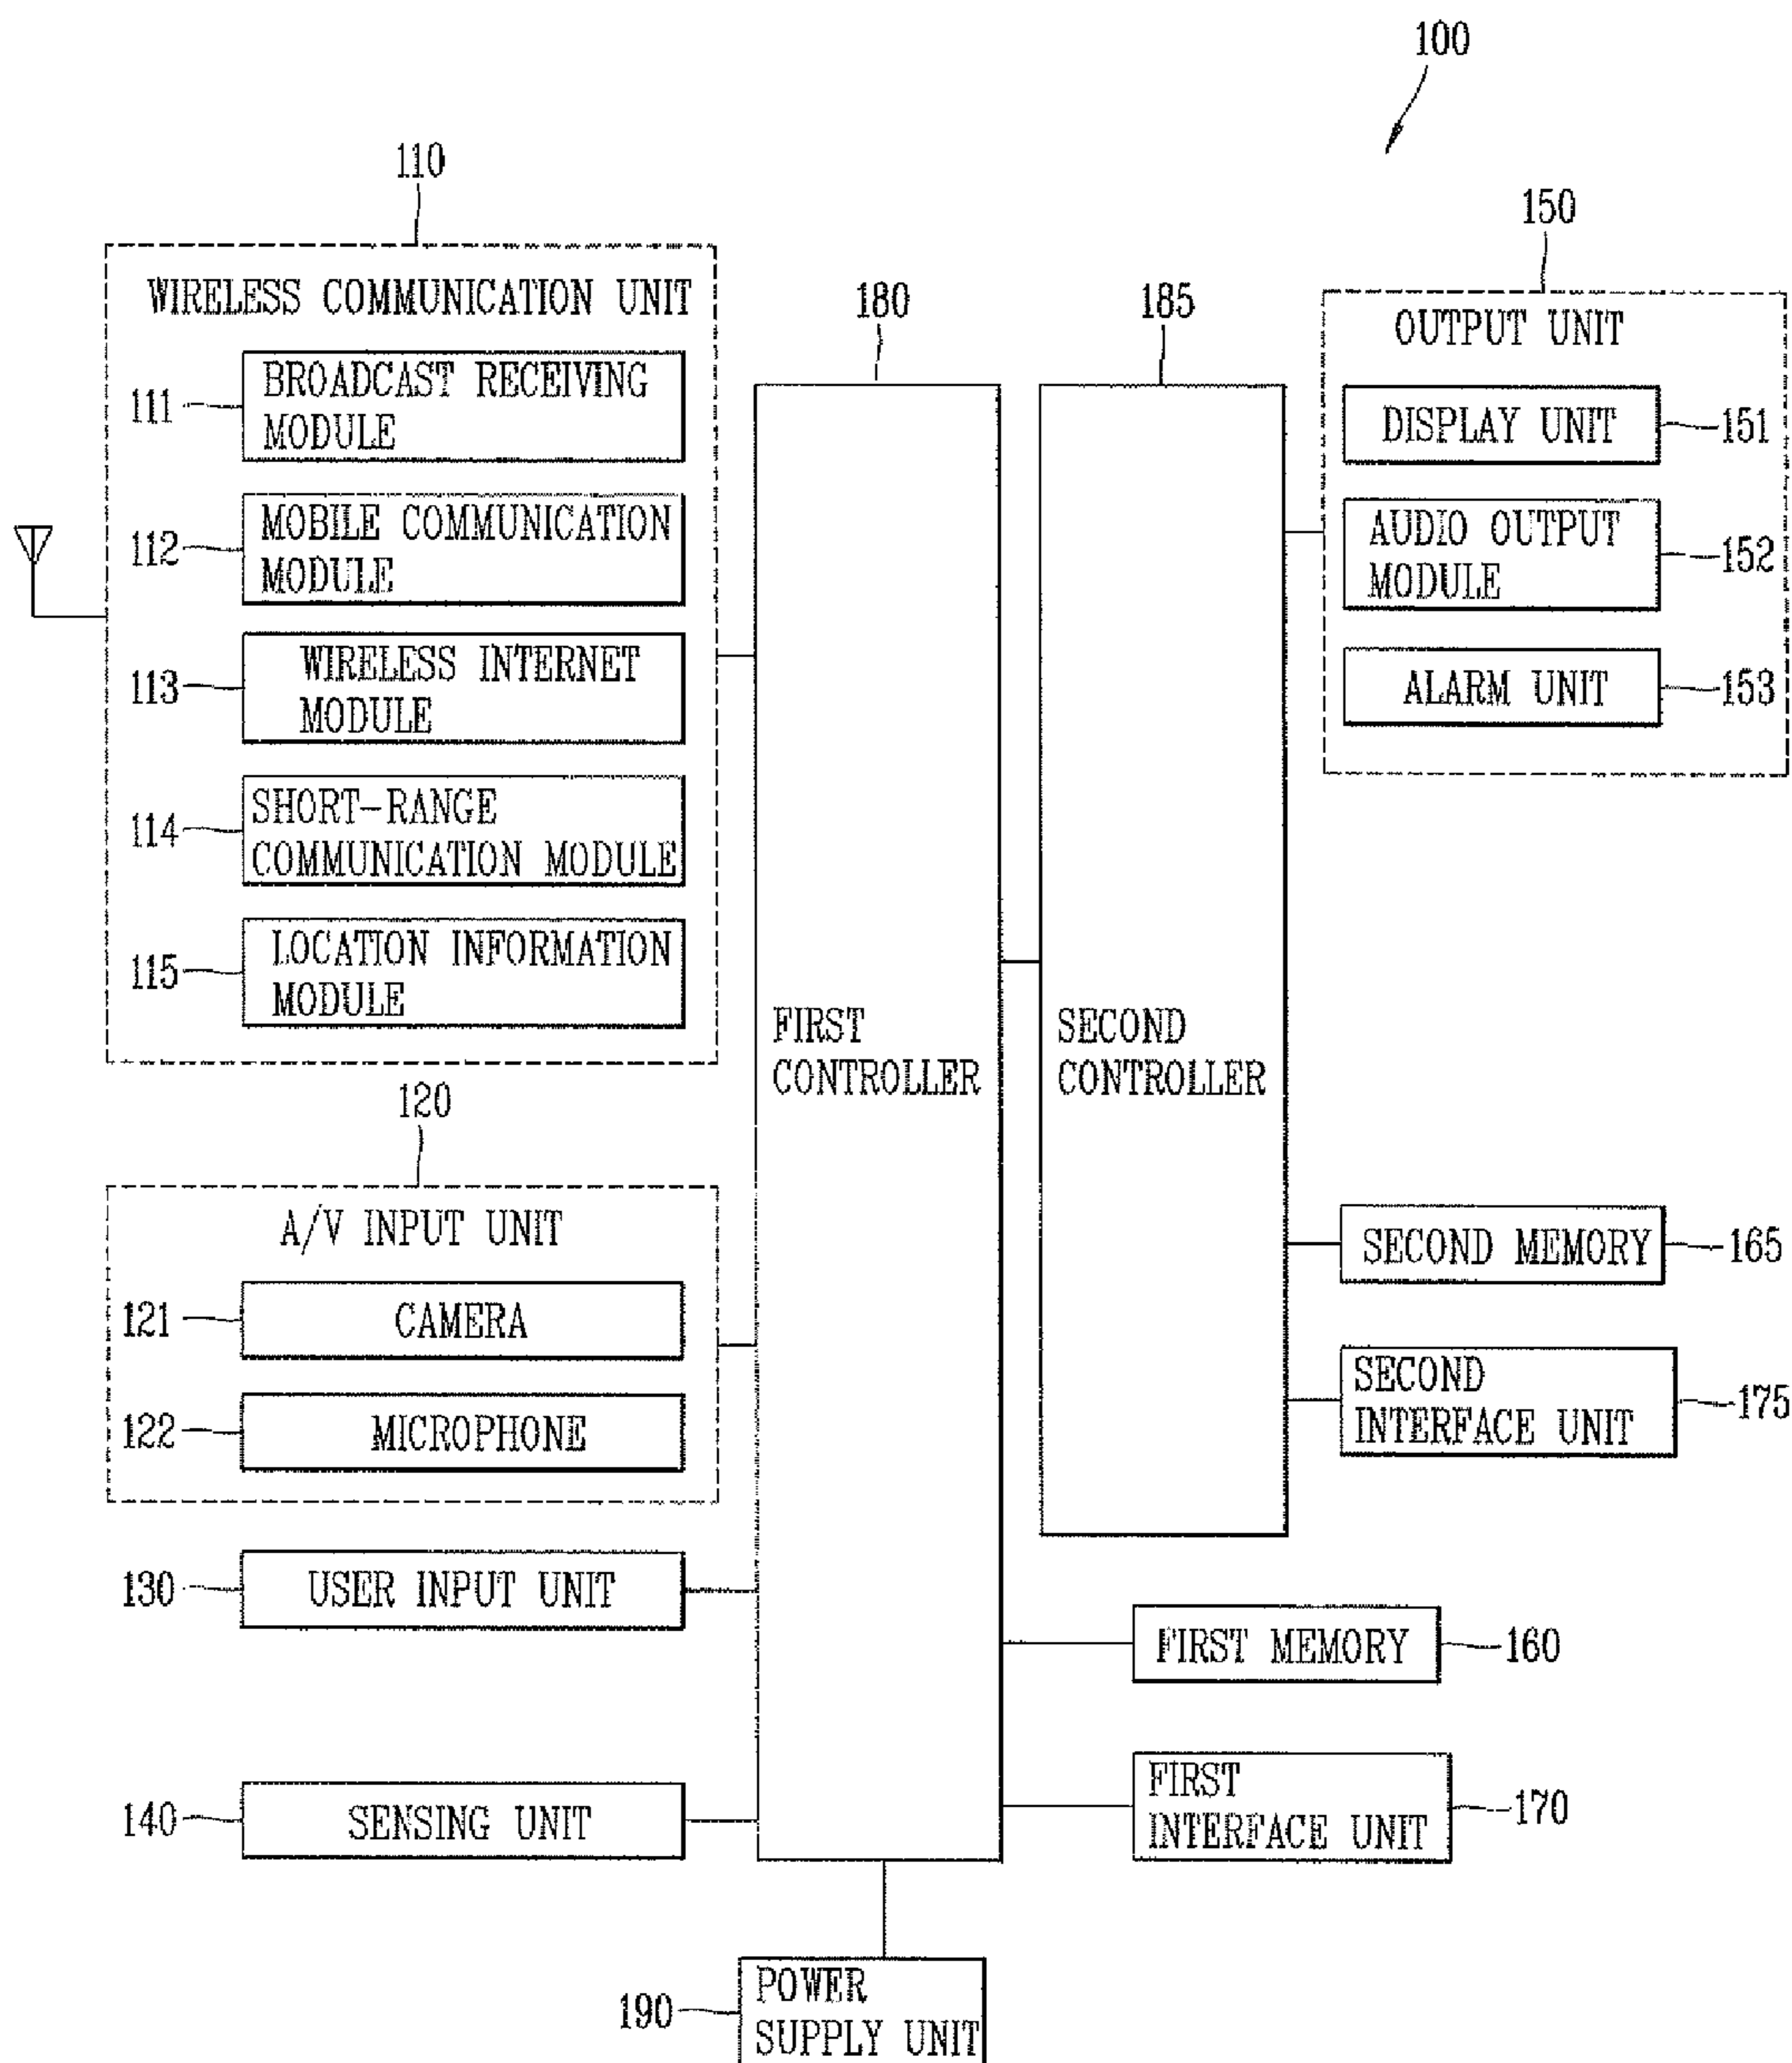 100
110
WIRELESS COMMUNICATION UNIT
111
BROADCAST RECEIVING
MODULE
112
MOBILE COMMUNICATION
MODULE
113
WIRELESS INTERNET
MODULE
114
SHORT-RANGE
COMMUNICATION MODULE
115
LOCATION INFORMATION
MODULE
120
A/V INPUT UNIT
121
CAMERA
122
MICROPHONE
130
USER INPUT UNIT
140
SENSING UNIT
180
FIRST
CONTROLLER
185
SECOND
CONTROLLER
150
OUTPUT UNIT
DISPLAY UNIT
151
AUDIO OUTPUT
MODULE
152
ALARM UNIT
153
SECOND MEMORY
165
SECOND
INTERFACE UNIT
175
FIRST MEMORY
160
FIRST
INTERFACE UNIT
170
190
POWER
SUPPLY UNIT